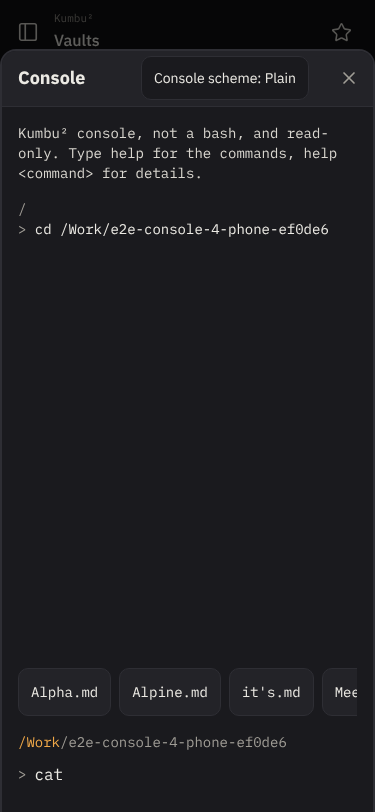 Kumbu²
Vaults
Console
Console scheme: Plain
Kumbu² console, not a bash, and read-
only. Type help for the commands, help
<command> for details.
/
> cd /Work/e2e-console-4-phone-ef0de6
Alpha.md
Alpine.md
it's.md
Mee
/Work/e2e-console-4-phone-ef0de6
> cat